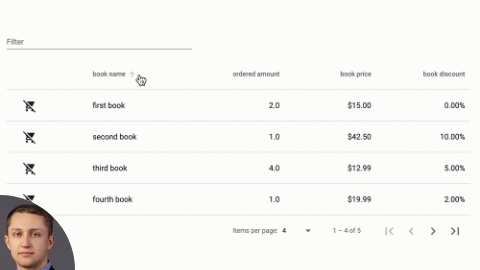 Filter
book name ordered amount book price book discount
first book 2.0 $15.00 0.00%
second book 1.0 $42.50 10.00%
third book 4.0 $12.99 5.00%
fourth book 1.0 $19.99 2.00%
Items per page: 4 1 – 4 of 5